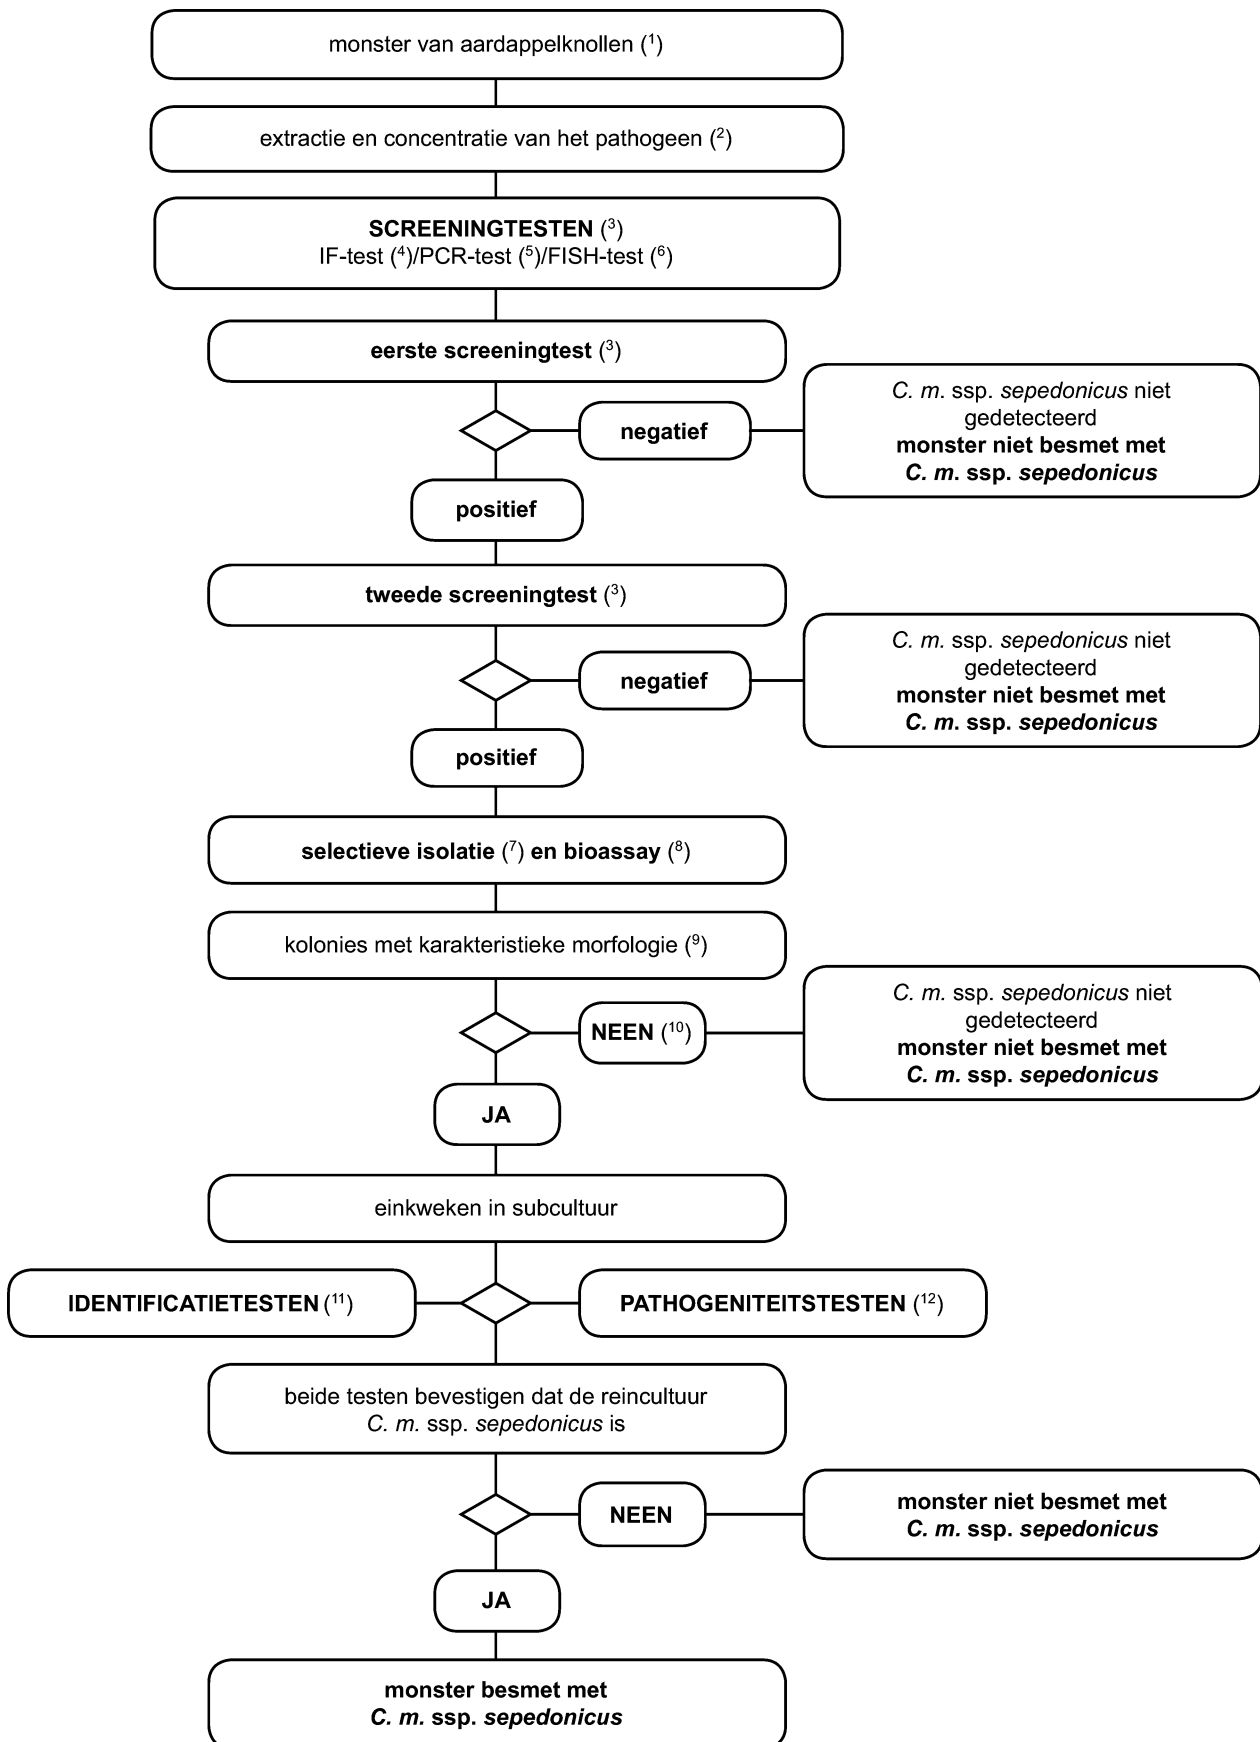 monster van aardappelknollen (¹)
extractie en concentratie van het pathogeen (²)
SCREENINGTESTEN (³)
IF-test (⁴)/PCR-test (⁵)/FISH-test (⁶)
eerste screeningtest (³)
C. m. ssp. sepedonicus niet
gedetecteerd
monster niet besmet met
C. m. ssp. sepedonicus
negatief
positief
tweede screeningtest (³)
C. m. ssp. sepedonicus niet
gedetecteerd
monster niet besmet met
C. m. ssp. sepedonicus
negatief
positief
selectieve isolatie (⁷) en bioassay (⁸)
kolonies met karakteristieke morfologie (⁹)
C. m. ssp. sepedonicus niet
gedetecteerd
monster niet besmet met
C. m. ssp. sepedonicus
NEEN (¹⁰)
JA
einkweken in subcultuur
IDENTIFICATIETESTEN (¹¹)
PATHOGENITEITSTESTEN (¹²)
beide testen bevestigen dat de reincultuur
C. m. ssp. sepedonicus is
NEEN
monster niet besmet met
C. m. ssp. sepedonicus
JA
monster besmet met
C. m. ssp. sepedonicus